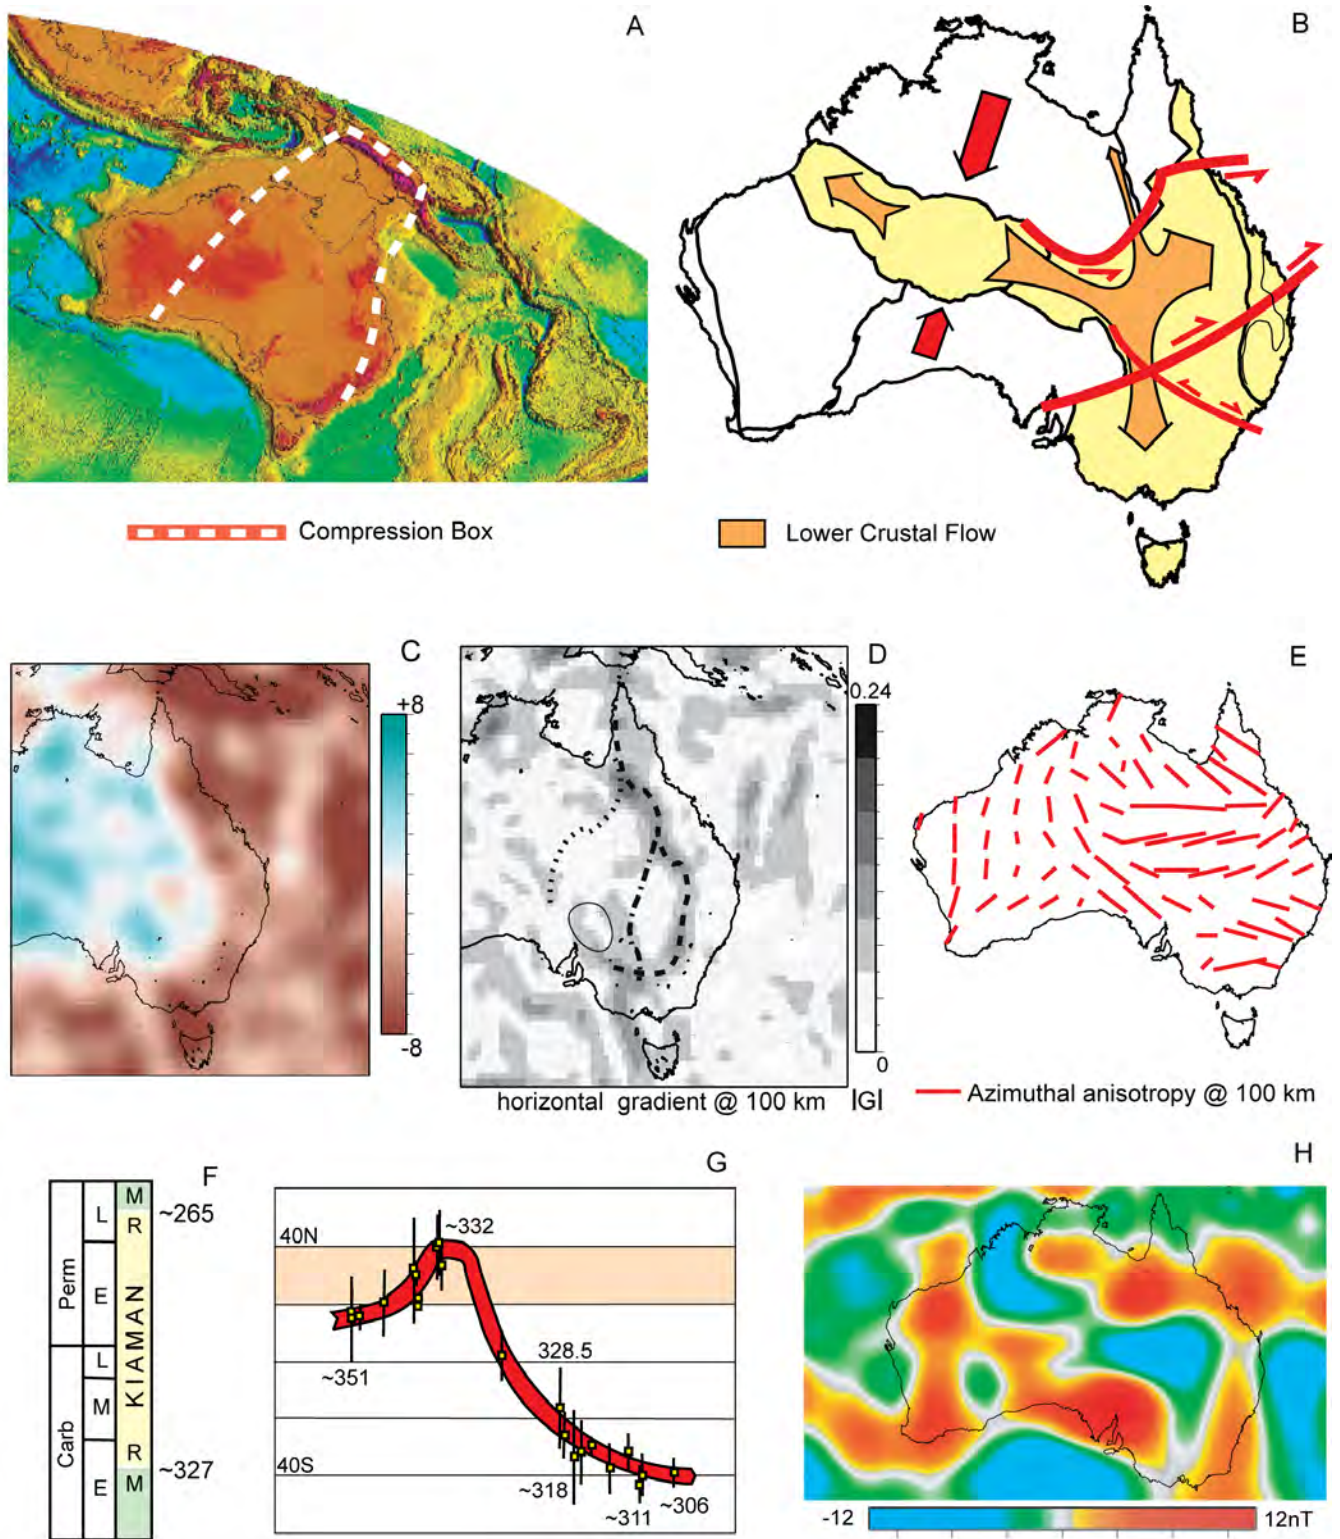 A
B
Compression Box
Lower Crustal Flow
C
+8
-8
D
0.24
0
horizontal gradient @ 100 km |G|
E
Azimuthal anisotropy @ 100 km
F
Perm
Carb
L
E
L
M
E
M
R
KIAMAN
R
M
~265
~327
G
40N
40S
~332
~351
328.5
~318
~311
~306
H
-12
12nT